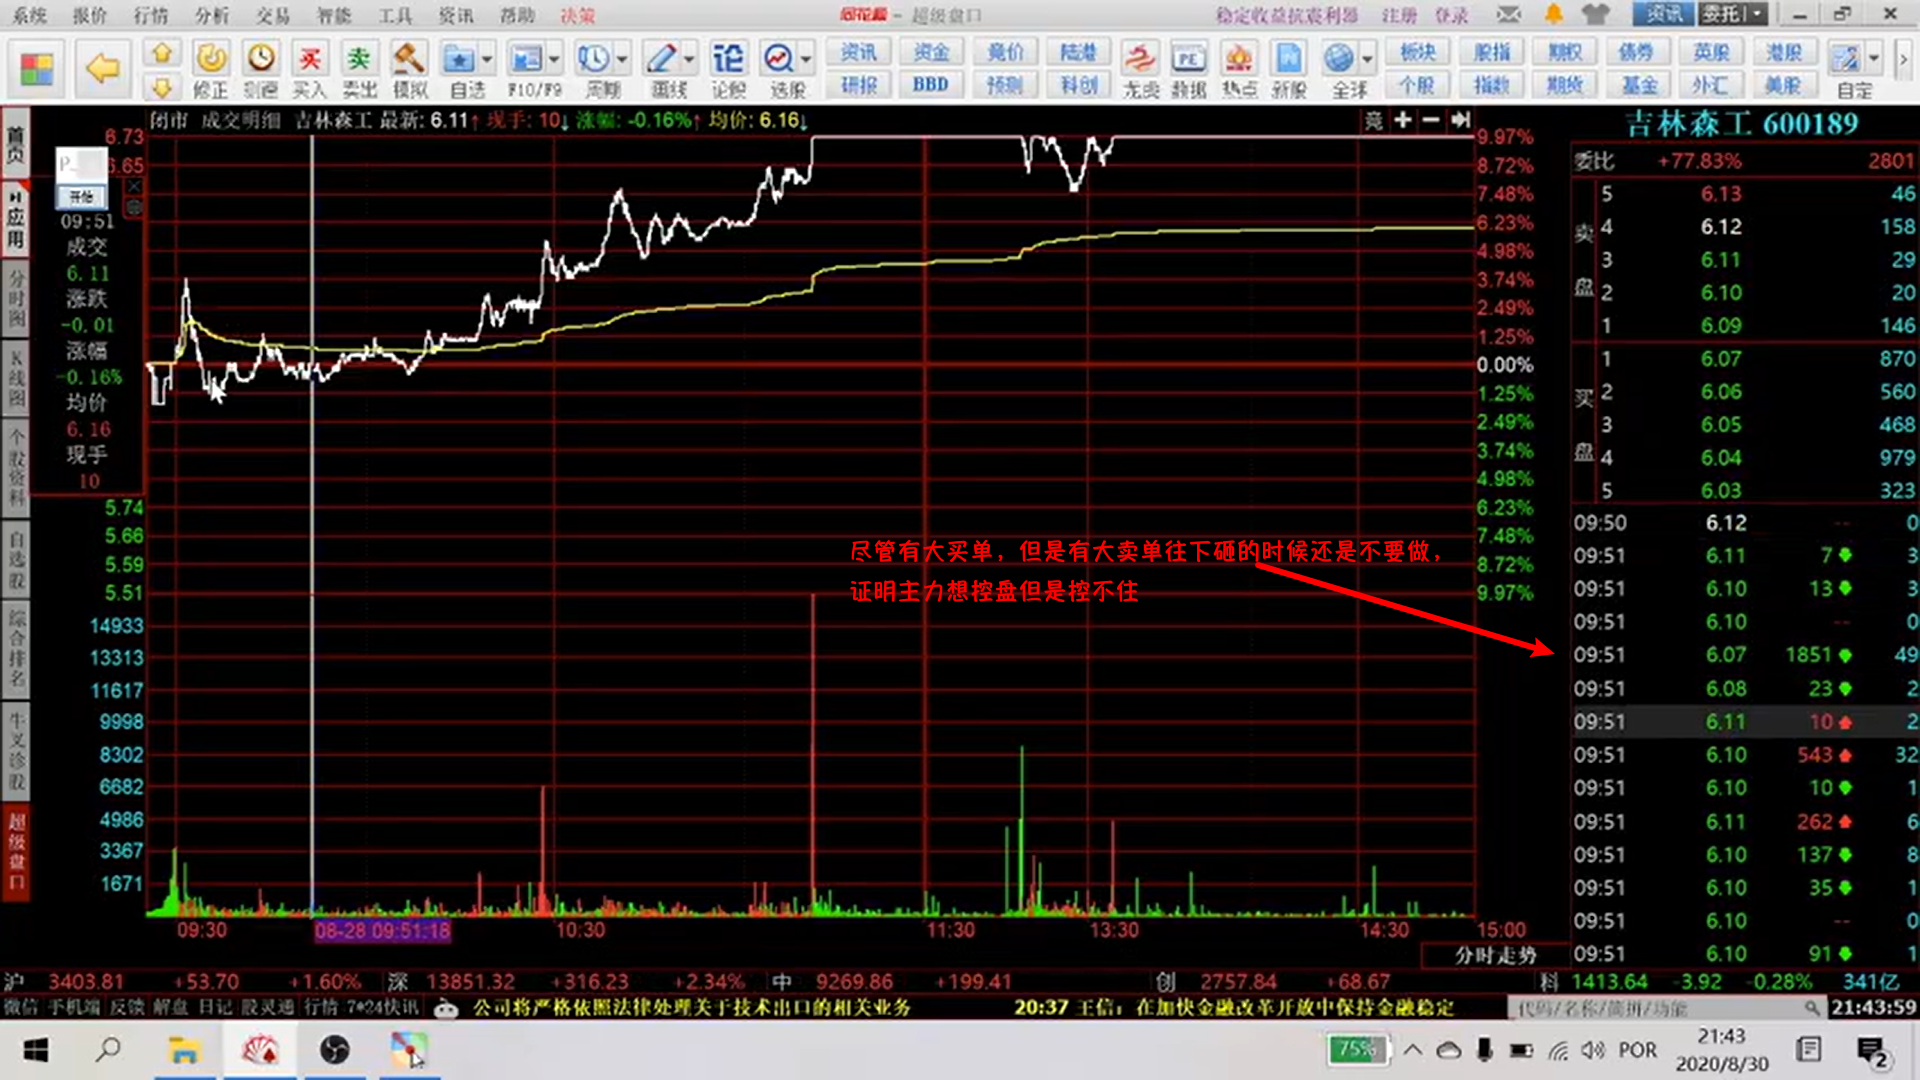 系统 报价 行情 分析 交易 智能 工具 资讯 帮助 决策
同花顺 - 超级盘口
稳定收益抗震利器 注册 登录
资讯 委托
修正 买入 卖出 模拟 自选 F10/F9 周期 画线 论股 选股
资讯 资金 竞价 陆港
研报 BBD 预测 科创
龙虎 数据 热点 新股 全球
板块 股指 期权 债券 英股 港股
个股 指数 期货 基金 外汇 美股
自定
首页
应用
分时图
K线图
个股资料
自选股
综合排名
牛叉诊股
超级盘口
闭市 成交明细 吉林森工 最新: 6.11↑ 现手: 10↓ 涨幅: -0.16%↑ 均价: 6.16↓
竞
6.73
6.65
开始
09:51
成交
6.11
涨跌
-0.01
涨幅
-0.16%
均价
6.16
现手
10
5.74
5.66
5.59
5.51
14933
13313
11617
9998
8302
6682
4986
3367
1671
9.97%
8.72%
7.48%
6.23%
4.98%
3.74%
2.49%
1.25%
0.00%
1.25%
2.49%
3.74%
4.98%
6.23%
7.48%
8.72%
9.97%
尽管有大买单，但是有大卖单往下砸的时候还是不要做，
证明主力想控盘但是控不住
09:30 08-28 09:51:18 10:30 11:30 13:30 14:30 15:00
分时走势
吉林森工 600189
委比 +77.83% 2801
卖盘
5 6.13 46
4 6.12 158
3 6.11 29
2 6.10 20
1 6.09 146
买盘
1 6.07 870
2 6.06 560
3 6.05 468
4 6.04 979
5 6.03 323
09:50 6.12 -- 0
09:51 6.11 7 3
09:51 6.10 13 3
09:51 6.10 -- 0
09:51 6.07 1851 49
09:51 6.08 23 2
09:51 6.11 10 2
09:51 6.10 543 32
09:51 6.10 10 1
09:51 6.11 262 6
09:51 6.10 137 8
09:51 6.10 35 1
09:51 6.10 -- 0
09:51 6.10 91 1
沪 3403.81 +53.70 +1.60% 深 13851.32 +316.23 +2.34% 中 9269.86 +199.41 创 2757.84 +68.67 科 1413.64 -3.92 -0.28% 341亿
微信 手机端 反馈 解盘 日记 股灵通 行情 7*24快讯 公司将严格依照法律处理关于技术出口的相关业务 20:37 王信：在加快金融改革开放中保持金融稳定 代码/名称/简拼/功能 21:43:59
75% POR 21:43
2020/8/30
2